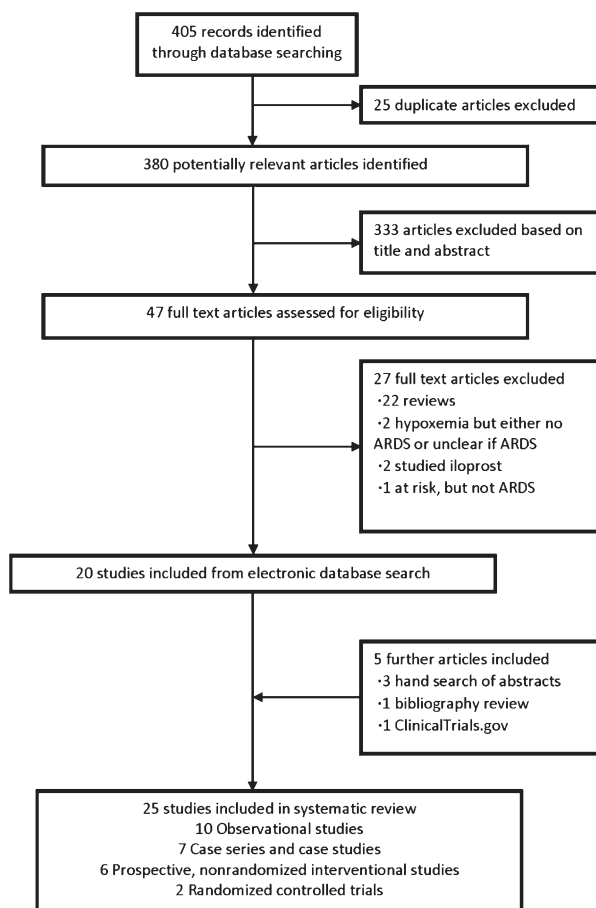 405 records identified
through database searching
25 duplicate articles excluded
380 potentially relevant articles identified
333 articles excluded based on
title and abstract
47 full text articles assessed for eligibility
27 full text articles excluded
·22 reviews
·2 hypoxemia but either no
ARDS or unclear if ARDS
·2 studied iloprost
·1 at risk, but not ARDS
20 studies included from electronic database search
5 further articles included
·3 hand search of abstracts
·1 bibliography review
·1 ClinicalTrials.gov
25 studies included in systematic review
10 Observational studies
7 Case series and case studies
6 Prospective, nonrandomized interventional studies
2 Randomized controlled trials